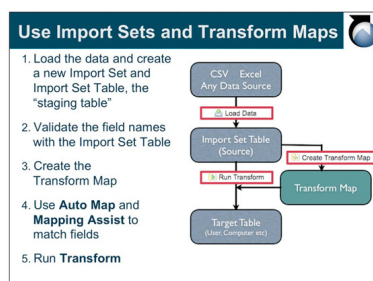 Use Import Sets and Transform Maps
1. Load the data and create
a new Import Set and
Import Set Table, the
"staging table"
2. Validate the field names
with the Import Set Table
3. Create the
Transform Map
4. Use Auto Map and
Mapping Assist to
match fields
5. Run Transform
CSV Excel
Any Data Source
Load Data
Import Set Table
(Source)
Create Transform Map
Run Transform
Transform Map
Target Table
(User, Computer etc)